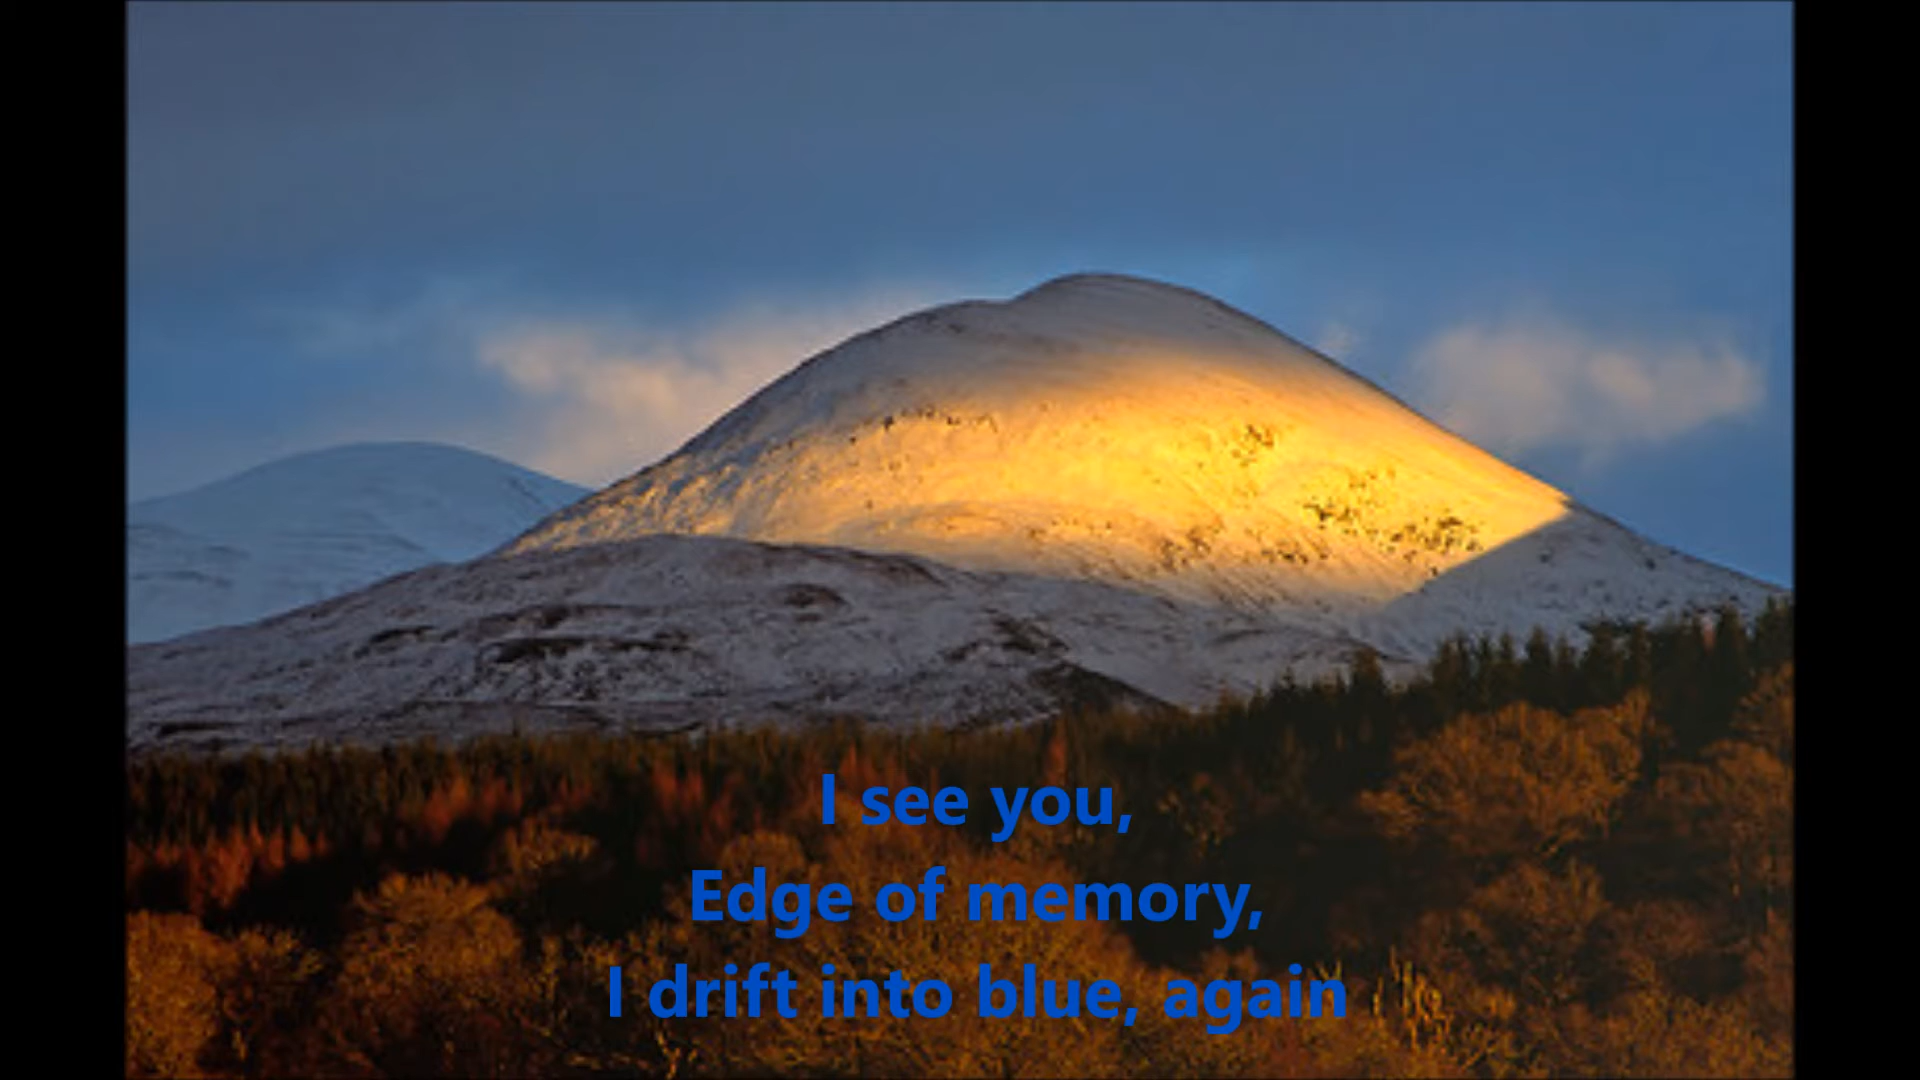 I see you,
Edge of memory,
I drift into blue, again